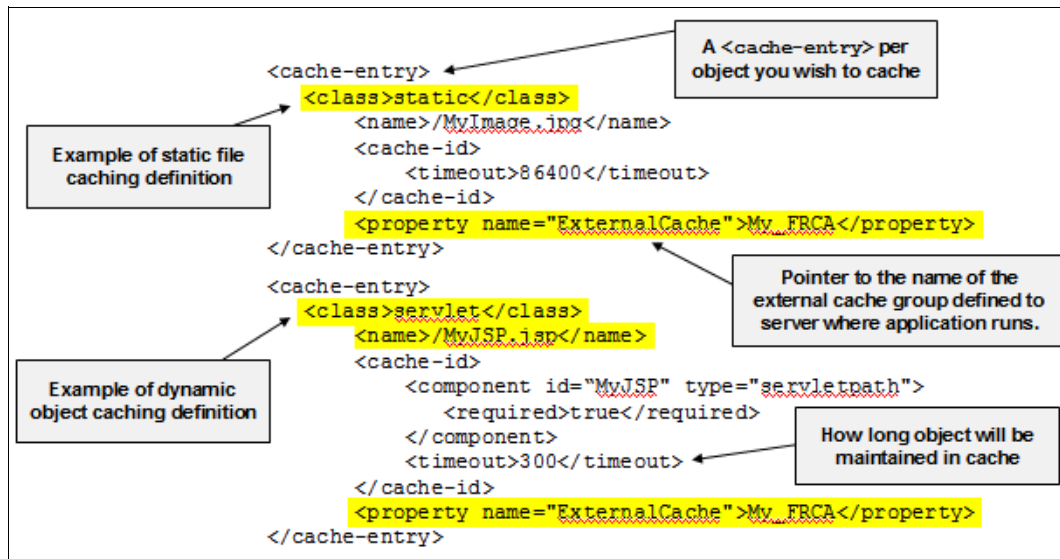 A <cache-entry> per
object you wish to cache
<cache-entry>
<class>static</class>
<name>/MyImage.jpg</name>
<cache-id>
<timeout>86400</timeout>
</cache-id>
<property name="ExternalCache">My_FRCA</property>
</cache-entry>
Example of static file
caching definition
Pointer to the name of the
external cache group defined to
server where application runs.
<cache-entry>
<class>servlet</class>
<name>/MyJSP.jsp</name>
<cache-id>
<component id=“MyJSP" type="servletpath">
<required>true</required>
</component>
<timeout>300</timeout>
</cache-id>
<property name="ExternalCache">My_FRCA</property>
</cache-entry>
Example of dynamic
object caching definition
How long object will be
maintained in cache